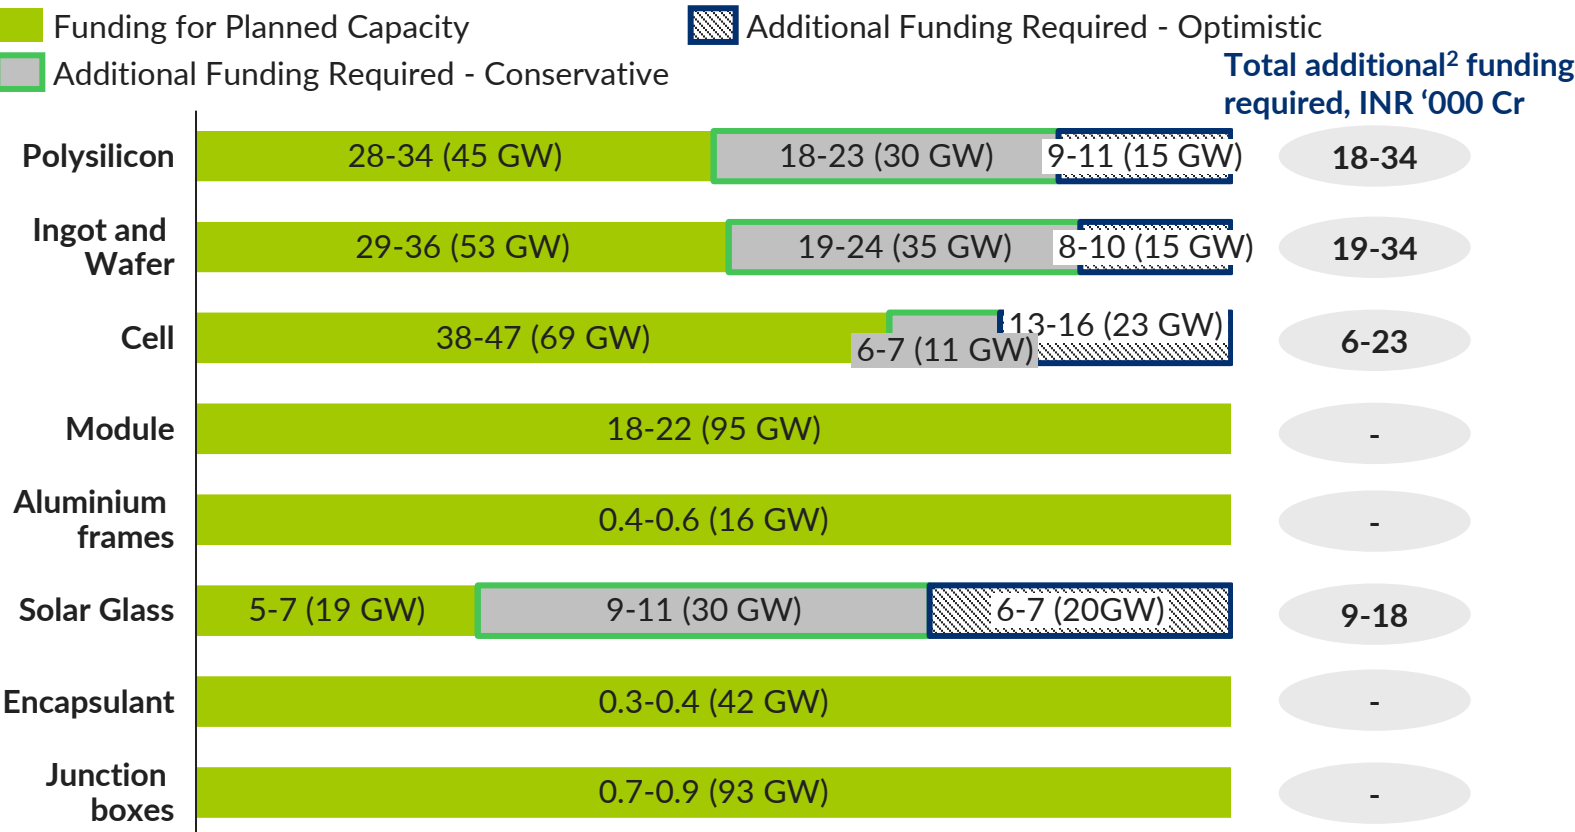 Funding for Planned Capacity
Additional Funding Required - Optimistic
Additional Funding Required - Conservative
Total additional² funding
required, INR ‘000 Cr
Polysilicon
28-34 (45 GW)
18-23 (30 GW)
9-11 (15 GW)
18-34
Ingot and
Wafer
29-36 (53 GW)
19-24 (35 GW)
8-10 (15 GW)
19-34
Cell
38-47 (69 GW)
6-7 (11 GW)
13-16 (23 GW)
6-23
Module
18-22 (95 GW)
-
Aluminium
frames
0.4-0.6 (16 GW)
-
Solar Glass
5-7 (19 GW)
9-11 (30 GW)
6-7 (20GW)
9-18
Encapsulant
0.3-0.4 (42 GW)
-
Junction
boxes
0.7-0.9 (93 GW)
-